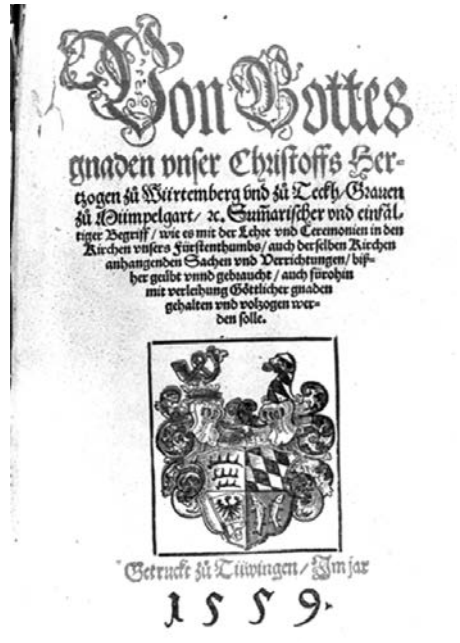 Von Gottes
gnaden vnser Christoffs Her-
tzogen zů Würtemberg vnd zů Teckh/ Grauen
zů Mümpelgart/ ꝛc. Sum̃arischer vnd einfäl-
tiger Begriff/ wie es mit der Lehre vnd Ceremonien in den
Kirchen vnsers Fürstenthumbs/ auch derselben Kirchen
anhangenden Sachen vnd Verrichtungen/ biß-
her geübt vnnd gebraucht/ auch fürohin
mit verleihung Göttlicher gnaden
gehalten vnd volzogen wer-
den solle.
Getruckt zů Tüwingen/ Im jar
1559.